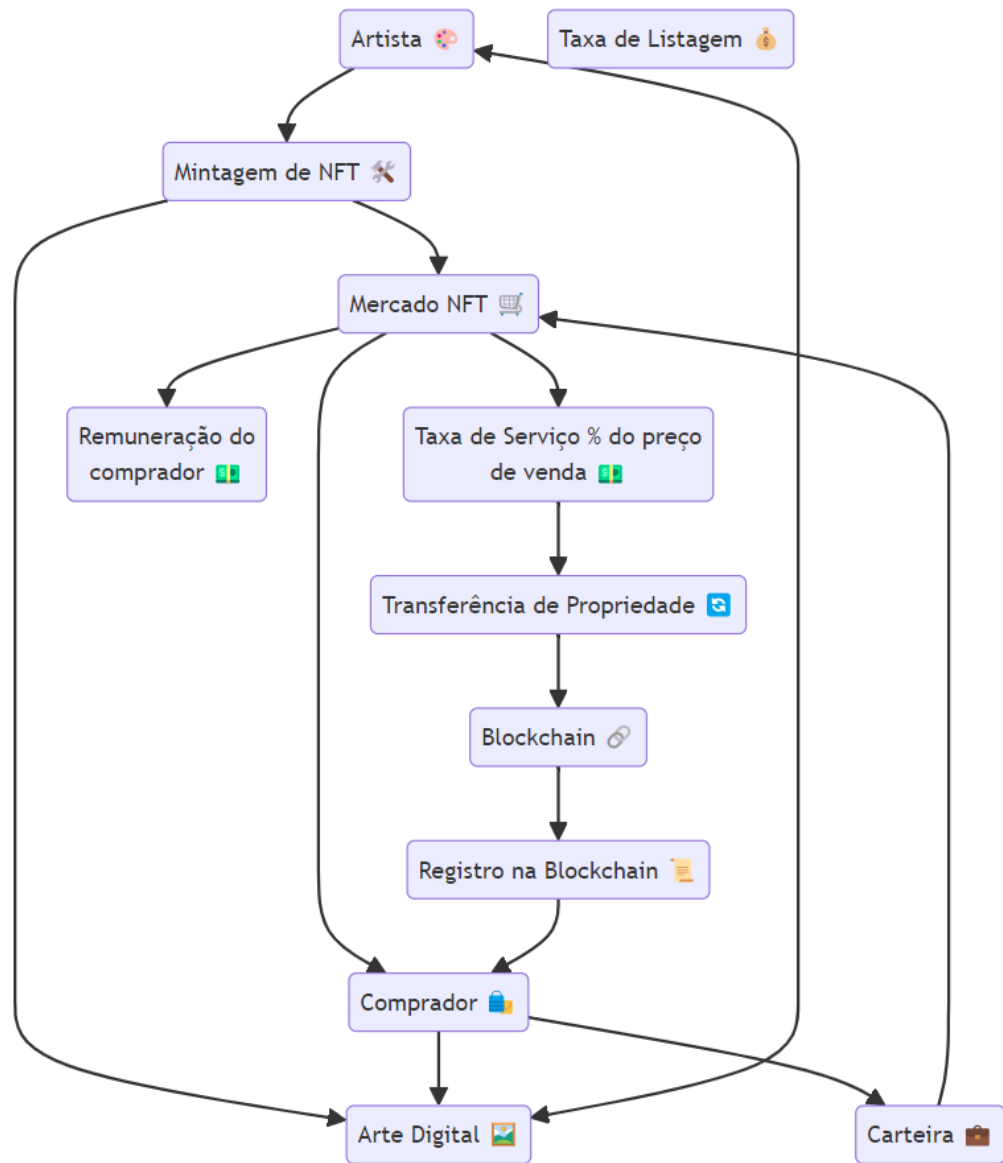 Artista 🎨
Taxa de Listagem 💰
Mintagem de NFT 🛠️
Mercado NFT 🛒
Remuneração do
comprador 💵
Taxa de Serviço % do preço
de venda 💵
Transferência de Propriedade 🔄
Blockchain 🔗
Registro na Blockchain 📜
Comprador 🛍️
Arte Digital 🖼️
Carteira 💼